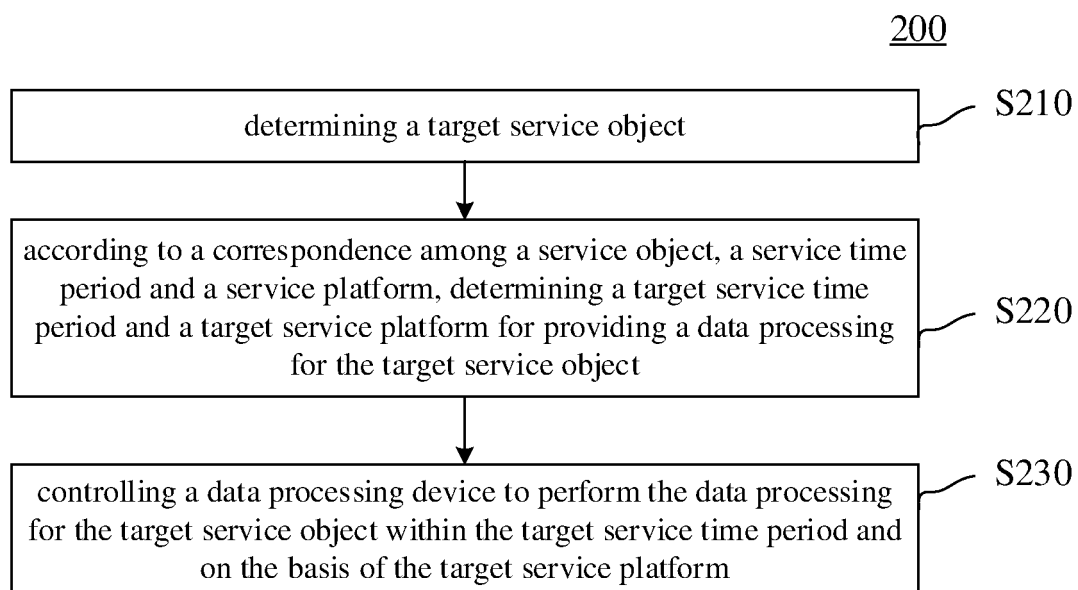 200
determining a target service object
S210
according to a correspondence among a service object, a service time
period and a service platform, determining a target service time
period and a target service platform for providing a data processing
for the target service object
S220
controlling a data processing device to perform the data processing
for the target service object within the target service time period and
on the basis of the target service platform
S230